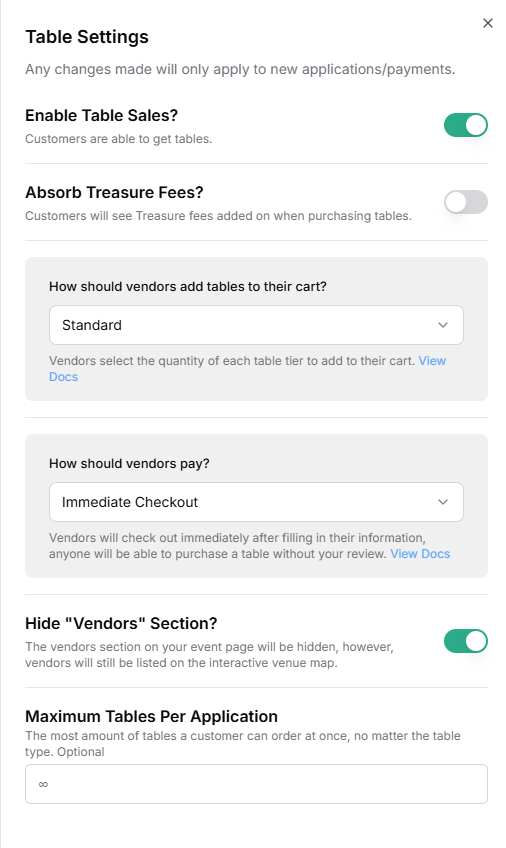 Table Settings
Any changes made will only apply to new applications/payments.
Enable Table Sales?
Customers are able to get tables.
Absorb Treasure Fees?
Customers will see Treasure fees added on when purchasing tables.
How should vendors add tables to their cart?
Standard
Vendors select the quantity of each table tier to add to their cart. View
Docs
How should vendors pay?
Immediate Checkout
Vendors will check out immediately after filling in their information,
anyone will be able to purchase a table without your review. View Docs
Hide "Vendors" Section?
The vendors section on your event page will be hidden, however,
vendors will still be listed on the interactive venue map.
Maximum Tables Per Application
The most amount of tables a customer can order at once, no matter the table
type. Optional
∞